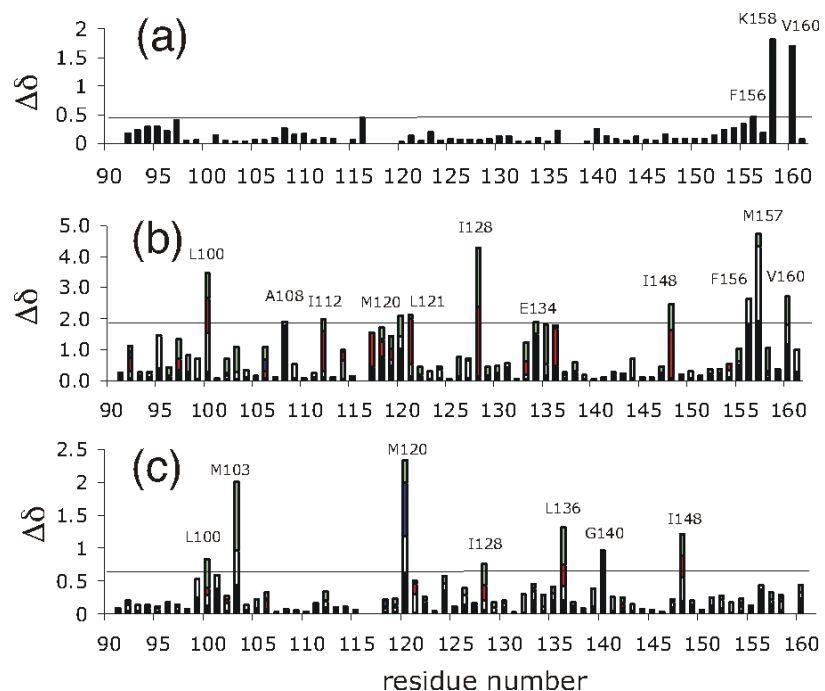 (a)
K158
V160
F156
Δδ
2
1.5
1
0.5
0
90 95 100 105 110 115 120 125 130 135 140 145 150 155 160
(b)
M157
I128
L100
A108
I112
M120
L121
E134
I148
F156
V160
Δδ
5.0
4.0
3.0
2.0
1.0
0.0
90 95 100 105 110 115 120 125 130 135 140 145 150 155 160
(c)
M120
M103
L100
I128
L136
G140
I148
Δδ
2.5
2
1.5
1
0.5
0
90 95 100 105 110 115 120 125 130 135 140 145 150 155 160
residue number